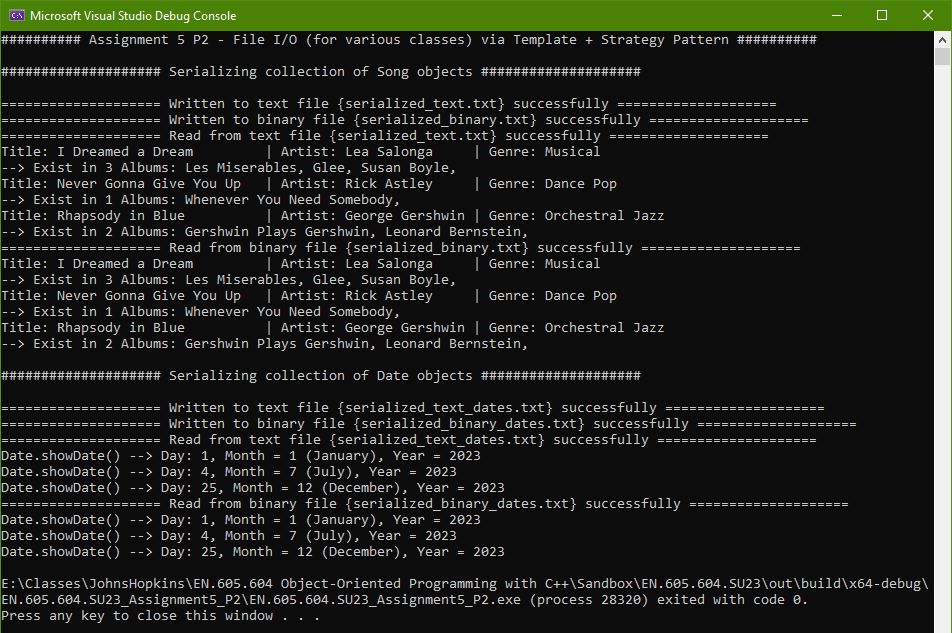 Microsoft Visual Studio Debug Console
########## Assignment 5 P2 - File I/O (for various classes) via Template + Strategy Pattern ##########
#################### Serializing collection of Song objects ####################
==================== Written to text file {serialized_text.txt} successfully ====================
==================== Written to binary file {serialized_binary.txt} successfully ====================
==================== Read from text file {serialized_text.txt} successfully ====================
Title: I Dreamed a Dream         | Artist: Lea Salonga     | Genre: Musical
--> Exist in 3 Albums: Les Miserables, Glee, Susan Boyle,
Title: Never Gonna Give You Up   | Artist: Rick Astley     | Genre: Dance Pop
--> Exist in 1 Albums: Whenever You Need Somebody,
Title: Rhapsody in Blue          | Artist: George Gershwin | Genre: Orchestral Jazz
--> Exist in 2 Albums: Gershwin Plays Gershwin, Leonard Bernstein,
==================== Read from binary file {serialized_binary.txt} successfully ====================
Title: I Dreamed a Dream         | Artist: Lea Salonga     | Genre: Musical
--> Exist in 3 Albums: Les Miserables, Glee, Susan Boyle,
Title: Never Gonna Give You Up   | Artist: Rick Astley     | Genre: Dance Pop
--> Exist in 1 Albums: Whenever You Need Somebody,
Title: Rhapsody in Blue          | Artist: George Gershwin | Genre: Orchestral Jazz
--> Exist in 2 Albums: Gershwin Plays Gershwin, Leonard Bernstein,
#################### Serializing collection of Date objects ####################
==================== Written to text file {serialized_text_dates.txt} successfully ====================
==================== Written to binary file {serialized_binary_dates.txt} successfully ====================
==================== Read from text file {serialized_text_dates.txt} successfully ====================
Date.showDate() --> Day: 1, Month = 1 (January), Year = 2023
Date.showDate() --> Day: 4, Month = 7 (July), Year = 2023
Date.showDate() --> Day: 25, Month = 12 (December), Year = 2023
==================== Read from binary file {serialized_binary_dates.txt} successfully ====================
Date.showDate() --> Day: 1, Month = 1 (January), Year = 2023
Date.showDate() --> Day: 4, Month = 7 (July), Year = 2023
Date.showDate() --> Day: 25, Month = 12 (December), Year = 2023
E:\Classes\JohnsHopkins\EN.605.604 Object-Oriented Programming with C++\Sandbox\EN.605.604.SU23\out\build\x64-debug\
EN.605.604.SU23_Assignment5_P2\EN.605.604.SU23_Assignment5_P2.exe (process 28320) exited with code 0.
Press any key to close this window . . .